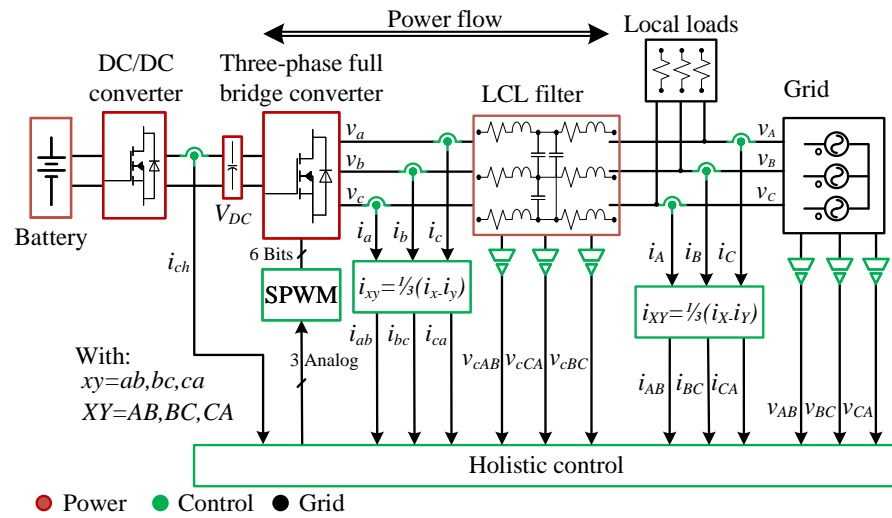 Power flow
DC/DC
converter
Three-phase full
bridge converter
LCL filter
Local loads
Grid
Battery
V_DC
v_a
v_b
v_c
v_A
v_B
v_C
i_ch
6 Bits
SPWM
3 Analog
i_a
i_b
i_c
i_xy=⅓(i_x-i_y)
i_ab
i_bc
i_ca
v_cAB
v_cCA
v_cBC
i_A
i_B
i_C
i_XY=⅓(i_X-i_Y)
i_AB
i_BC
i_CA
v_AB
v_BC
v_CA
With:
xy=ab,bc,ca
XY=AB,BC,CA
Holistic control
Power
Control
Grid